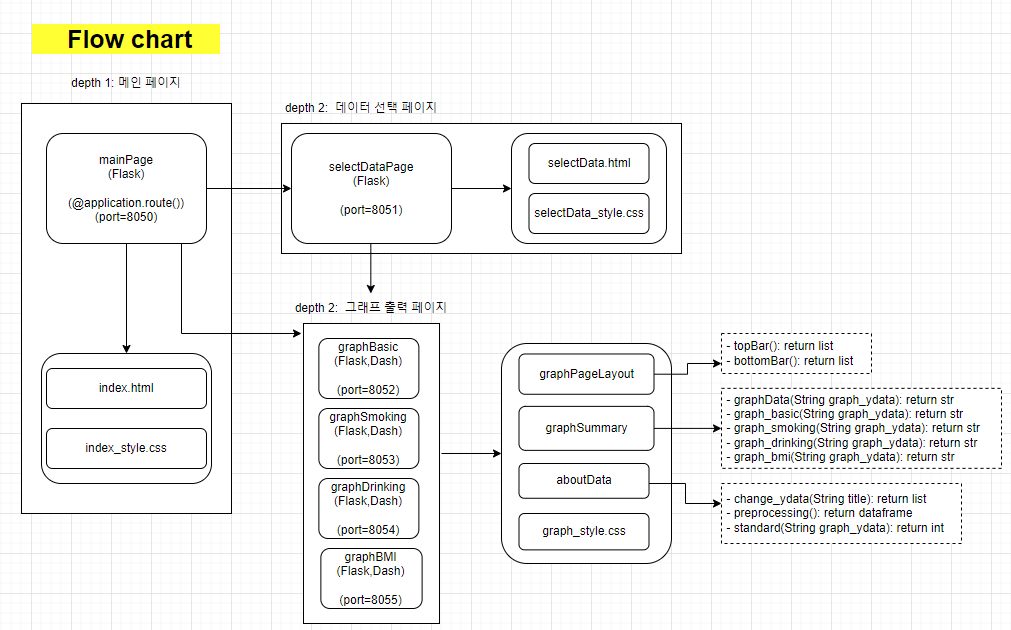 Flow chart
depth 1: 메인 페이지
mainPage
(Flask)
(@application.route())
(port=8050)
index.html
index_style.css
depth 2: 데이터 선택 페이지
selectDataPage
(Flask)
(port=8051)
selectData.html
selectData_style.css
depth 2: 그래프 출력 페이지
graphBasic
(Flask,Dash)
(port=8052)
graphSmoking
(Flask,Dash)
(port=8053)
graphDrinking
(Flask,Dash)
(port=8054)
graphBMI
(Flask,Dash)
(port=8055)
graphPageLayout
graphSummary
aboutData
graph_style.css
- topBar(): return list
- bottomBar(): return list
- graphData(String graph_ydata): return str
- graph_basic(String graph_ydata): return str
- graph_smoking(String graph_ydata): return str
- graph_drinking(String graph_ydata): return str
- graph_bmi(String graph_ydata): return str
- change_ydata(String title): return list
- preprocessing(): return dataframe
- standard(String graph_ydata): return int